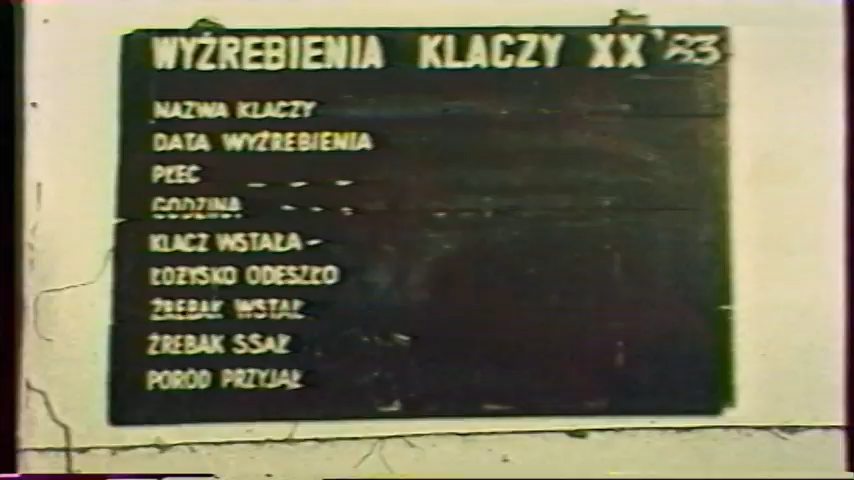 WYŹREBIENIA KLACZY XX '83
NAZWA KLACZY
DATA WYŹREBIENIA
PŁEĆ
GODZINA
KLACZ WSTAŁA
ŁOŻYSKO ODESZŁO
ŹREBAK WSTAŁ
ŹREBAK SSAŁ
PORÓD PRZYJĄŁ